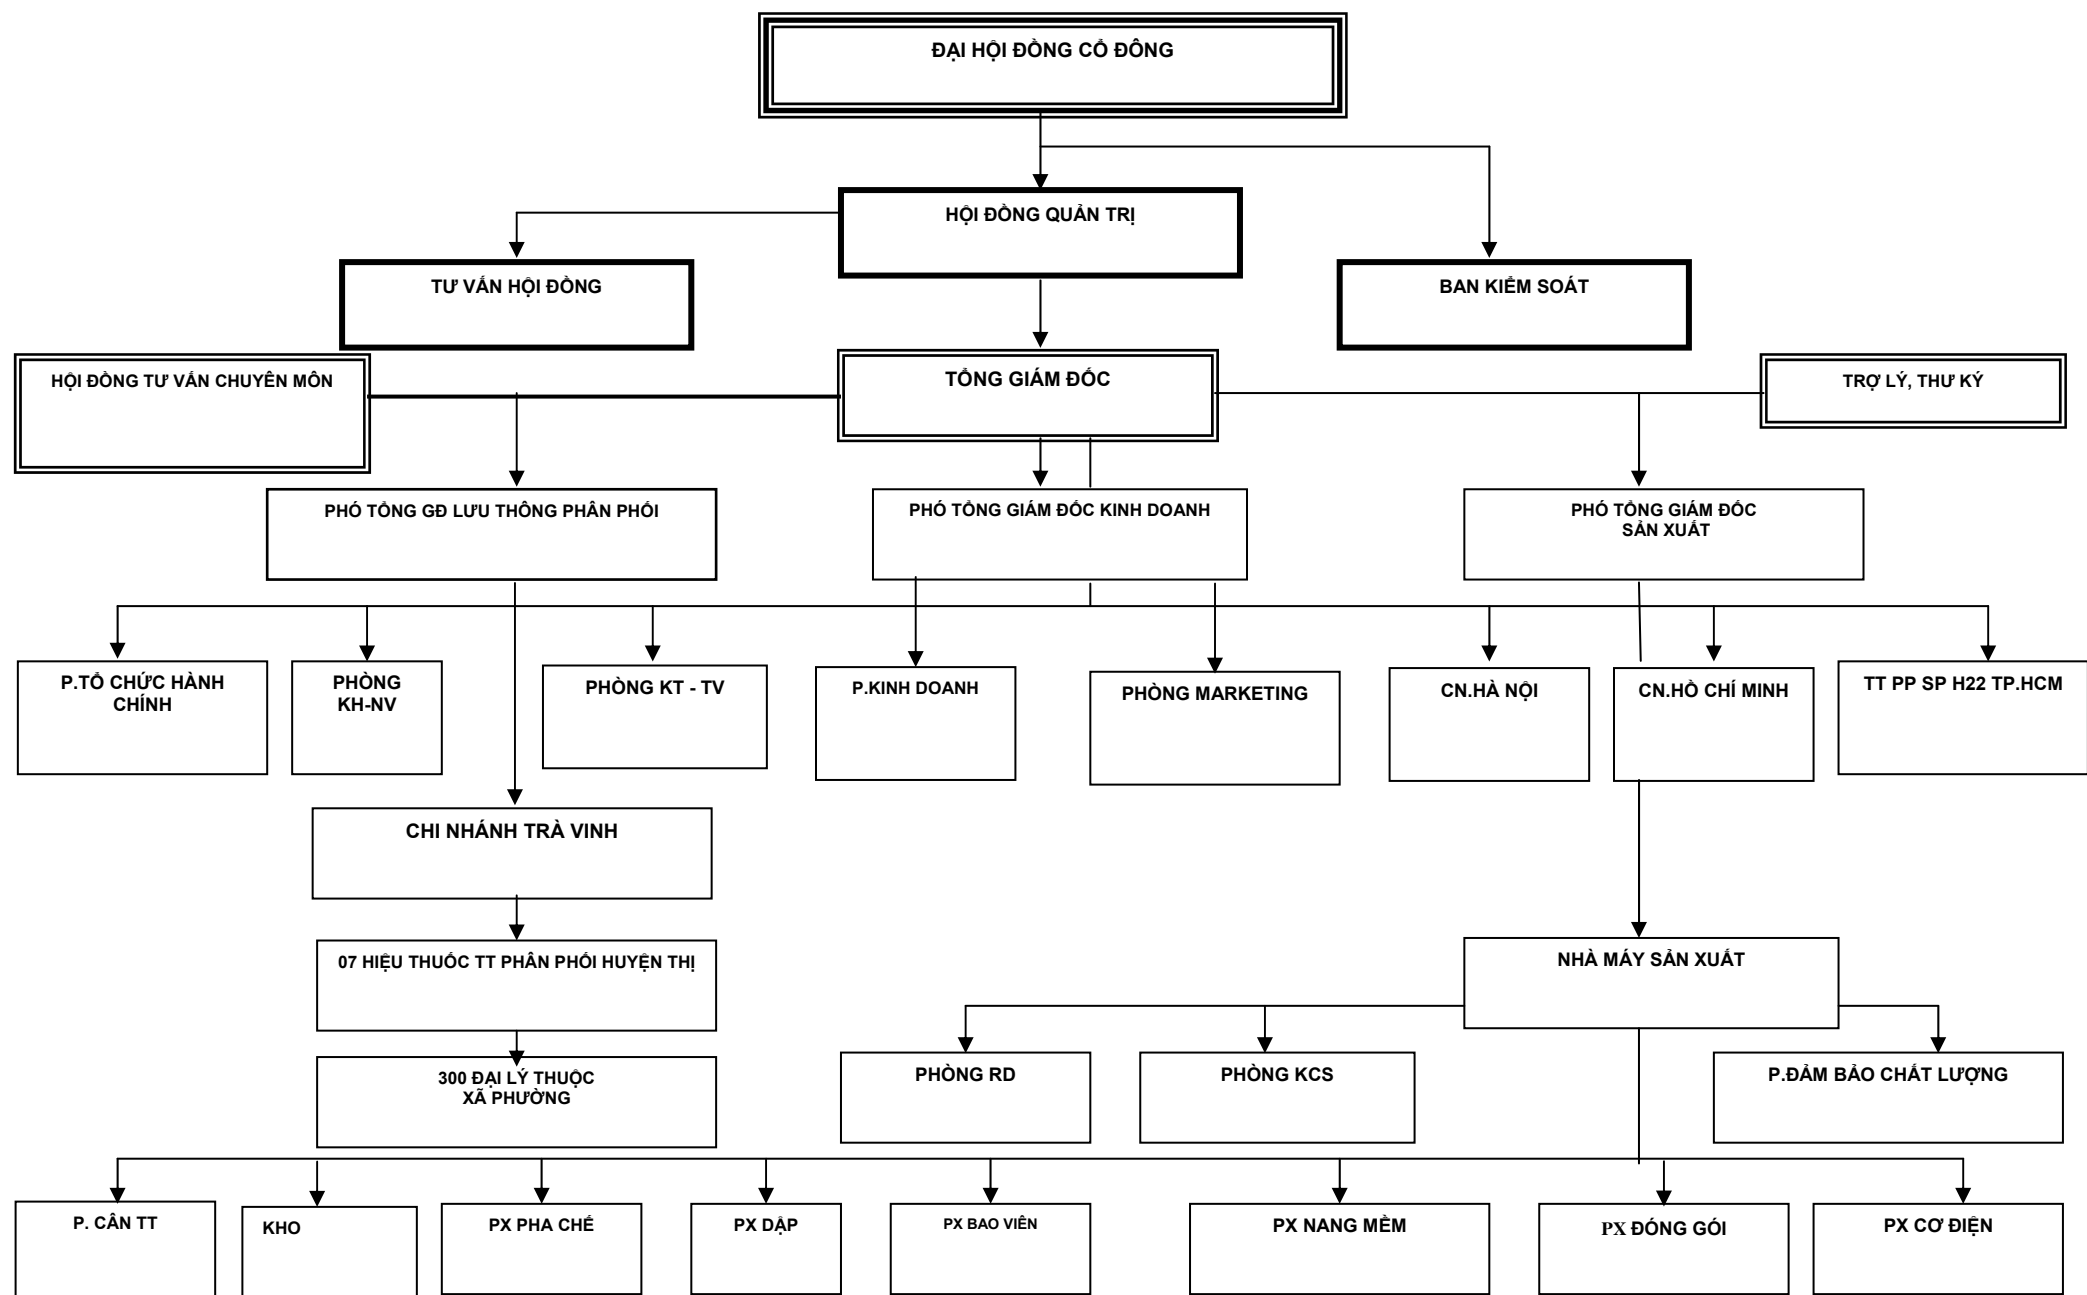 ĐẠI HỘI ĐỒNG CỔ ĐÔNG
HỘI ĐỒNG QUẢN TRỊ
TƯ VẤN HỘI ĐỒNG
BAN KIỂM SOÁT
HỘI ĐỒNG TƯ VẤN CHUYÊN MÔN
TỔNG GIÁM ĐỐC
TRỢ LÝ, THƯ KÝ
PHÓ TỔNG GĐ LƯU THÔNG PHÂN PHỐI
PHÓ TỔNG GIÁM ĐỐC KINH DOANH
PHÓ TỔNG GIÁM ĐỐC
SẢN XUẤT
P.TỔ CHỨC HÀNH
CHÍNH
PHÒNG
KH-NV
PHÒNG KT - TV
P.KINH DOANH
PHÒNG MARKETING
CN.HÀ NỘI
CN.HỒ CHÍ MINH
TT PP SP H22 TP.HCM
CHI NHÁNH TRÀ VINH
07 HIỆU THUỐC TT PHÂN PHỐI HUYỆN THỊ
NHÀ MÁY SẢN XUẤT
300 ĐẠI LÝ THUỘC
XÃ PHƯỜNG
PHÒNG RD
PHÒNG KCS
P.ĐẢM BẢO CHẤT LƯỢNG
P. CÂN TT
KHO
PX PHA CHẾ
PX DẬP
PX BAO VIÊN
PX NANG MỀM
PX ĐÓNG GÓI
PX CƠ ĐIỆN